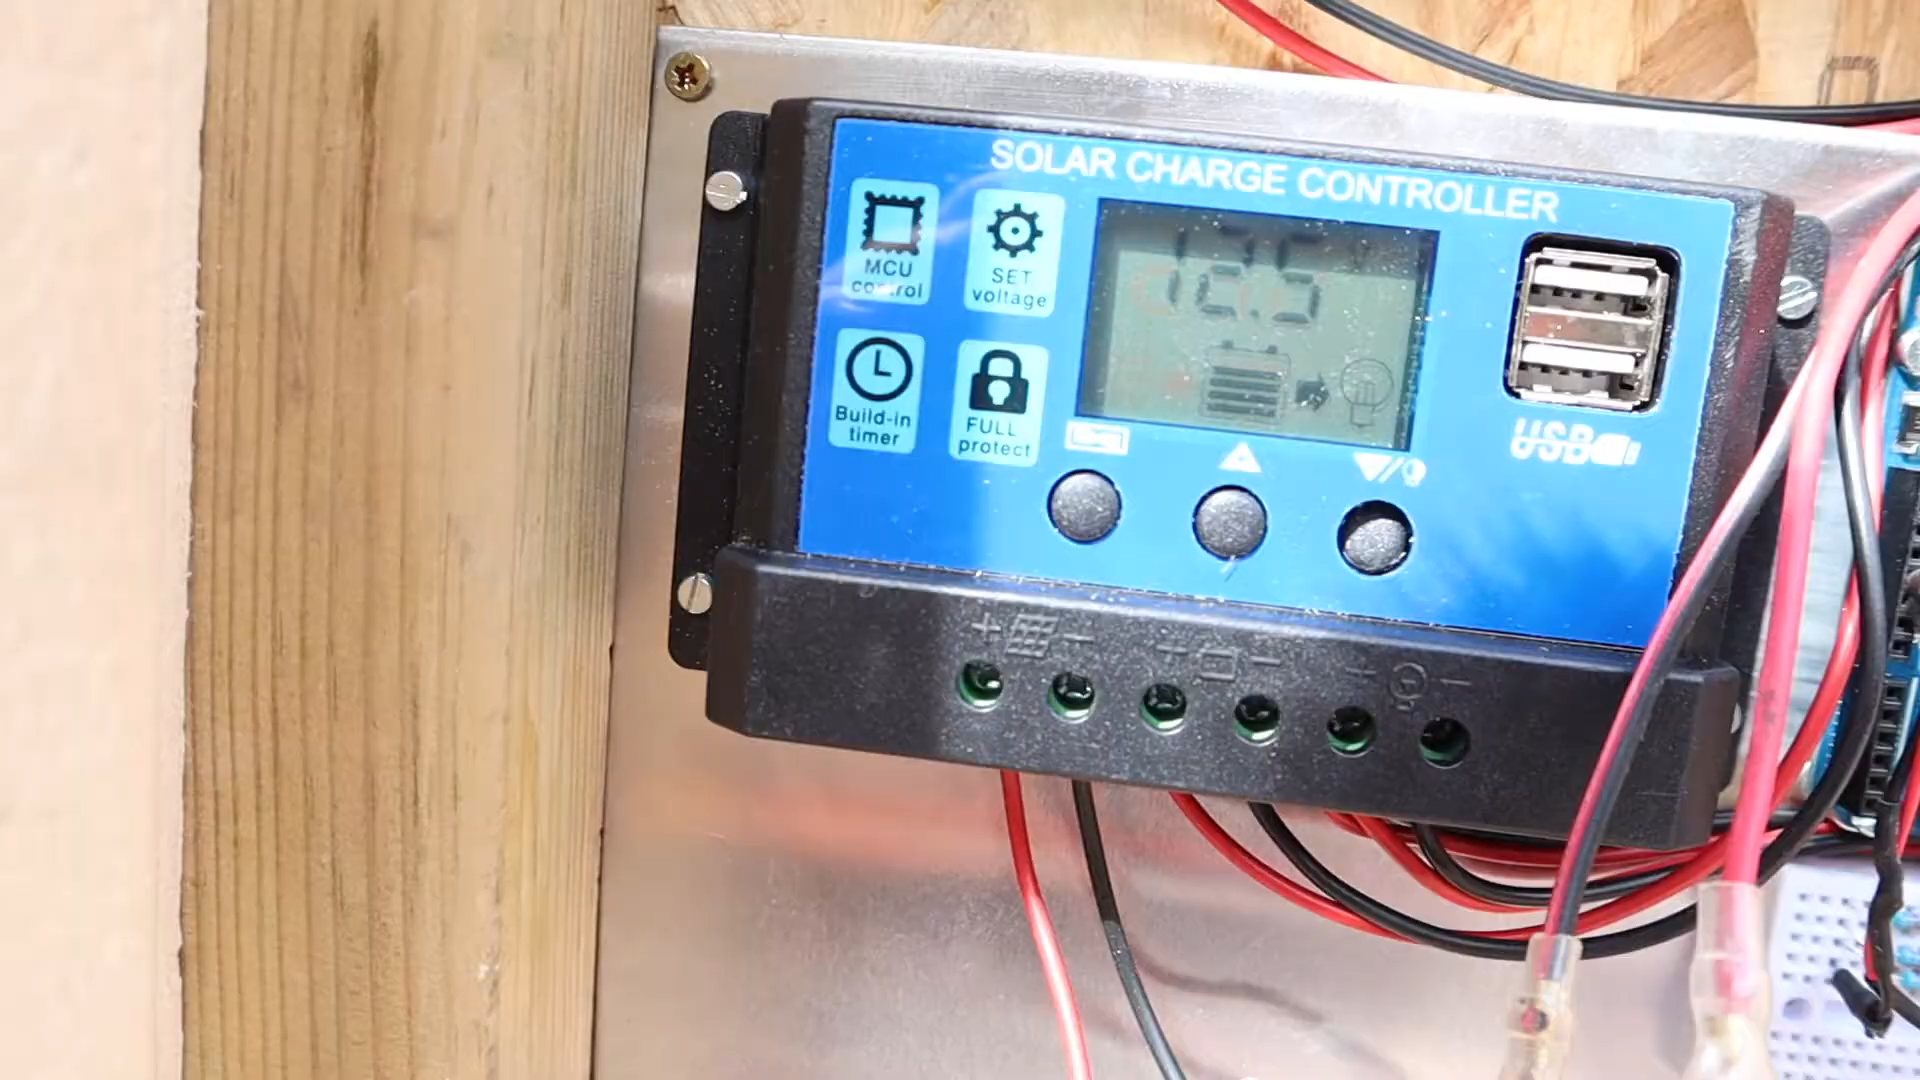 SOLAR CHARGE CONTROLLER
MCU
control
SET
voltage
12.5
Build-in
timer
FULL
protect
USB
+ -
+ -
+ -